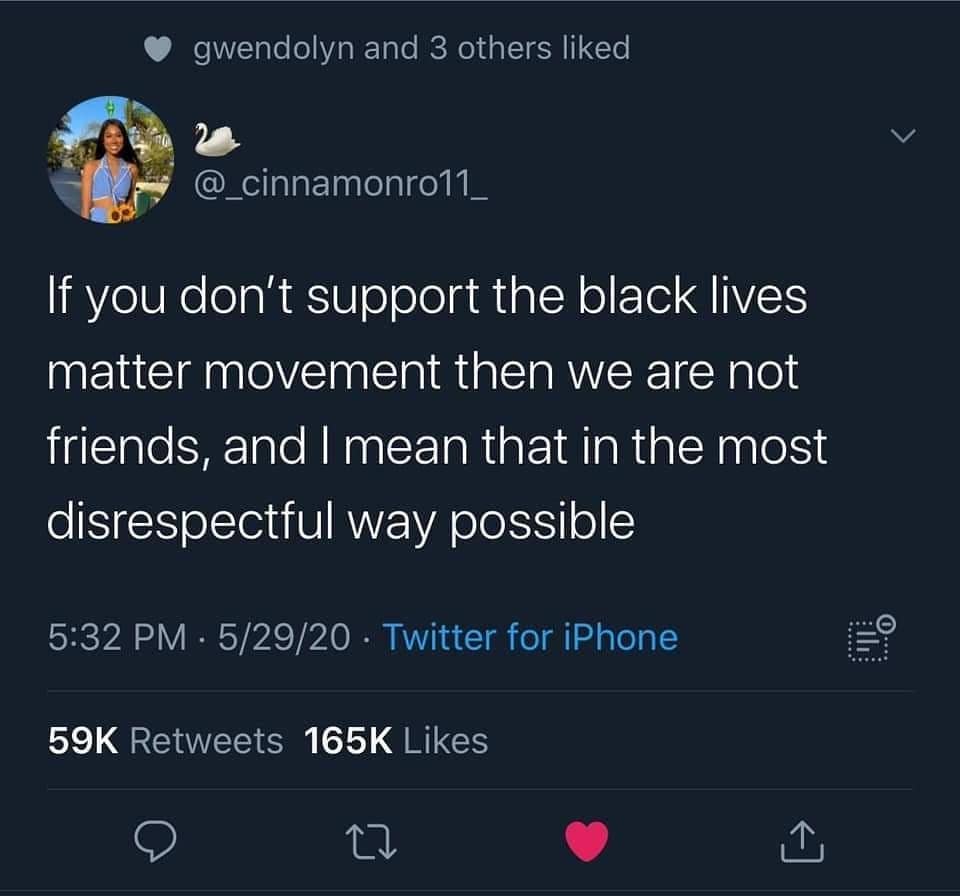 gwendolyn and 3 others liked
@_cinnamonro11_
If you don't support the black lives
matter movement then we are not
friends, and I mean that in the most
disrespectful way possible
5:32 PM · 5/29/20 · Twitter for iPhone
59K Retweets 165K Likes